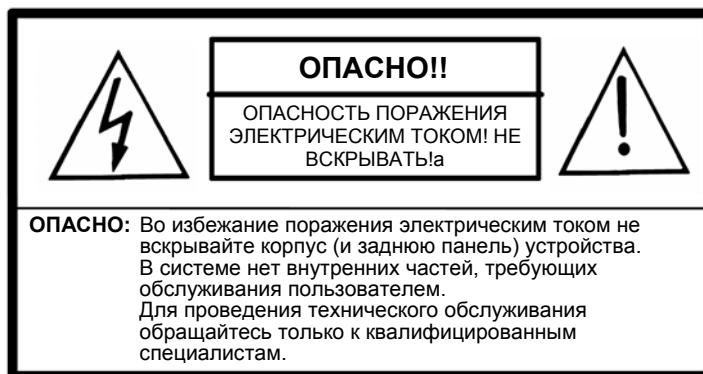 ОПАСНО!!
ОПАСНОСТЬ ПОРАЖЕНИЯ
ЭЛЕКТРИЧЕСКИМ ТОКОМ! НЕ
ВСКРЫВАТЬ!а
ОПАСНО: Во избежание поражения электрическим током не
вскрывайте корпус (и заднюю панель) устройства.
В системе нет внутренних частей, требующих
обслуживания пользователем.
Для проведения технического обслуживания
обращайтесь только к квалифицированным
специалистам.